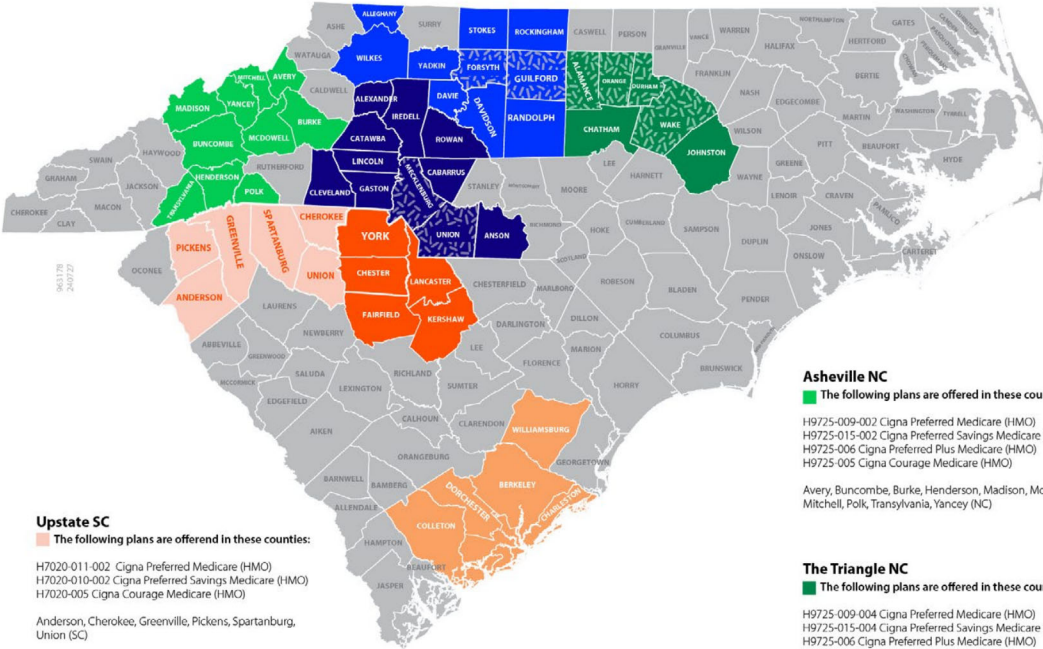 ALLEGHANY
ASHE
SURRY
STOKES
ROCKINGHAM
CASWELL
PERSON
GRANVILLE
VANCE
WARREN
NORTHAMPTON
GATES
HERTFORD
HALIFAX
WATAUGA
WILKES
YADKIN
FORSYTH
GUILFORD
ALAMANCE
ORANGE
DURHAM
FRANKLIN
NASH
BERTIE
MITCHELL
AVERY
CALDWELL
ALEXANDER
IREDELL
DAVIE
DAVIDSON
RANDOLPH
CHATHAM
WAKE
EDGECOMBE
MARTIN
WASHINGTON
TYRRELL
MADISON
YANCEY
BURKE
CATAWBA
ROWAN
JOHNSTON
WILSON
PITT
BEAUFORT
HYDE
HAYWOOD
BUNCOMBE
MCDOWELL
SWAIN
RUTHERFORD
LINCOLN
CABARRUS
STANLEY
MONTGOMERY
MOORE
LEE
HARNETT
WAYNE
GREENE
LENOIR
CRAVEN
PAMLICO
GRAHAM
JACKSON
HENDERSON
POLK
CLEVELAND
GASTON
MECKLENBURG
CHEROKEE
CLAY
MACON
TRANSYLVANIA
UNION
ANSON
RICHMOND
HOKE
CUMBERLAND
SAMPSON
DUPLIN
JONES
ONSLOW
CARTERET
SCOTLAND
ROBESON
BLADEN
PENDER
COLUMBUS
BRUNSWICK
963178
240727
OCONEE
PICKENS
GREENVILLE
SPARTANBURG
CHEROKEE
YORK
UNION
CHESTER
LANCASTER
CHESTERFIELD
MARLBORO
ANDERSON
LAURENS
FAIRFIELD
KERSHAW
DARLINGTON
DILLON
ABBEVILLE
GREENWOOD
NEWBERRY
LEE
FLORENCE
MARION
MCCORMICK
SALUDA
RICHLAND
LEXINGTON
SUMTER
HORRY
EDGEFIELD
AIKEN
CALHOUN
CLARENDON
WILLIAMSBURG
ORANGEBURG
GEORGETOWN
BARNWELL
BAMBERG
BERKELEY
DORCHESTER
CHARLESTON
ALLENDALE
COLLETON
HAMPTON
BEAUFORT
JASPER
Upstate SC
The following plans are offerend in these counties:
H7020-011-002 Cigna Preferred Medicare (HMO)
H7020-010-002 Cigna Preferred Savings Medicare (HMO)
H7020-005 Cigna Courage Medicare (HMO)
Anderson, Cherokee, Greenville, Pickens, Spartanburg,
Union (SC)
Asheville NC
The following plans are offered in these cou
H9725-009-002 Cigna Preferred Medicare (HMO)
H9725-015-002 Cigna Preferred Savings Medicare
H9725-006 Cigna Preferred Plus Medicare (HMO)
H9725-005 Cigna Courage Medicare (HMO)
Avery, Buncombe, Burke, Henderson, Madison, Mc
Mitchell, Polk, Transylvania, Yancey (NC)
The Triangle NC
The following plans are offered in these cou
H9725-009-004 Cigna Preferred Medicare (HMO)
H9725-015-004 Cigna Preferred Savings Medicare
H9725-006 Cigna Preferred Plus Medicare (HMO)